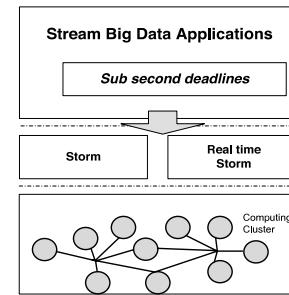 Stream Big Data Applications
Sub second deadlines
Storm
Real time
Storm
Computing
Cluster